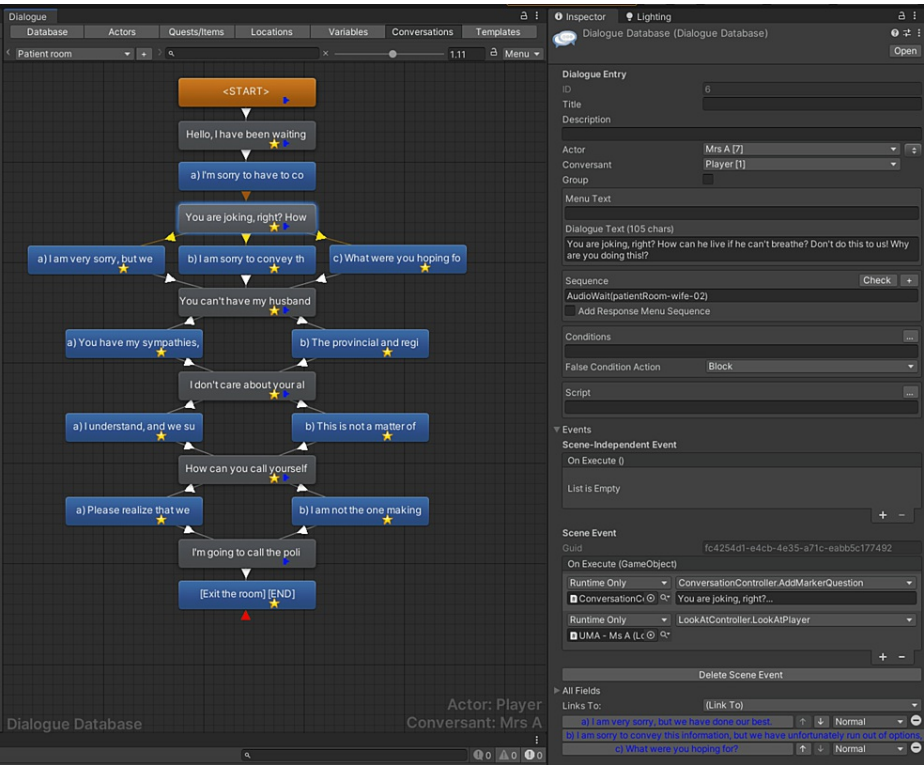 Dialogue
Database Actors Quests/Items Locations Variables Conversations Templates
Patient room + 1.11 Menu
<START>
Hello, I have been waiting
a) I'm sorry to have to co
You are joking, right? How
a) I am very sorry, but we b) I am sorry to convey th c) What were you hoping fo
You can't have my husband
a) You have my sympathies, b) The provincial and regi
I don't care about your al
a) I understand, and we su b) This is not a matter of
How can you call yourself
a) Please realize that we b) I am not the one making
I'm going to call the poli
[Exit the room] [END]
Actor: Player
Dialogue Database Conversant: Mrs A
0 0 0
Inspector Lighting
Dialogue Database (Dialogue Database)
Open
Dialogue Entry
ID 6
Title
Description
Actor Mrs A [7]
Conversant Player [1]
Group
Menu Text
Dialogue Text (105 chars)
You are joking, right? How can he live if he can't breathe? Don't do this to us! Why
are you doing this!?
Sequence Check +
AudioWait(patientRoom-wife-02)
Add Response Menu Sequence
Conditions ...
False Condition Action Block
Script ...
Events
Scene-Independent Event
On Execute ()
List is Empty
+ −
Scene Event
Guid fc4254d1-e4cb-4e35-a71c-eabb5c177492
On Execute (GameObject)
Runtime Only ConversationController.AddMarkerQuestion
ConversationCo You are joking, right?...
Runtime Only LookAtController.LookAtPlayer
UMA - Ms A (Lo
+ −
Delete Scene Event
All Fields
Links To: (Link To)
a) I am very sorry, but we have done our best. Normal
b) I am sorry to convey this information, but we have unfortunately run out of options,
c) What were you hoping for? Normal